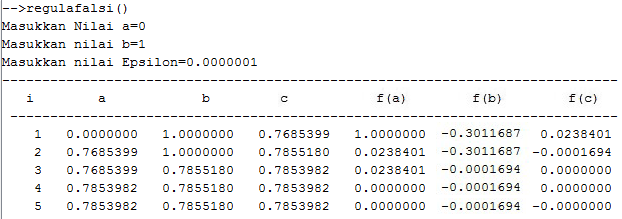 -->regulafalsi()
Masukkan Nilai a=0
Masukkan nilai b=1
Masukkan nilai Epsilon=0.0000001
-----------------------------------------------------------------------------
i a b c f(a) f(b) f(c)
-----------------------------------------------------------------------------
1 0.0000000 1.0000000 0.7685399 1.0000000 -0.3011687 0.0238401
2 0.7685399 1.0000000 0.7855180 0.0238401 -0.3011687 -0.0001694
3 0.7685399 0.7855180 0.7853982 0.0238401 -0.0001694 0.0000000
4 0.7853982 0.7855180 0.7853982 0.0000000 -0.0001694 0.0000000
5 0.7853982 0.7855180 0.7853982 0.0000000 -0.0001694 -0.0000000